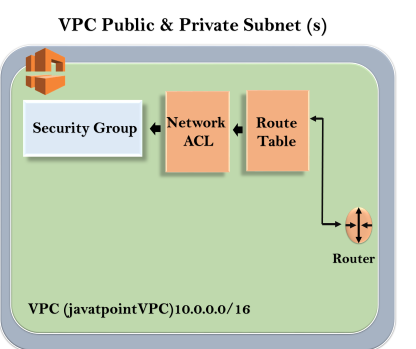 VPC Public & Private Subnet (s)
Security Group
Network
ACL
Route
Table
Router
VPC (javatpointVPC)10.0.0.0/16